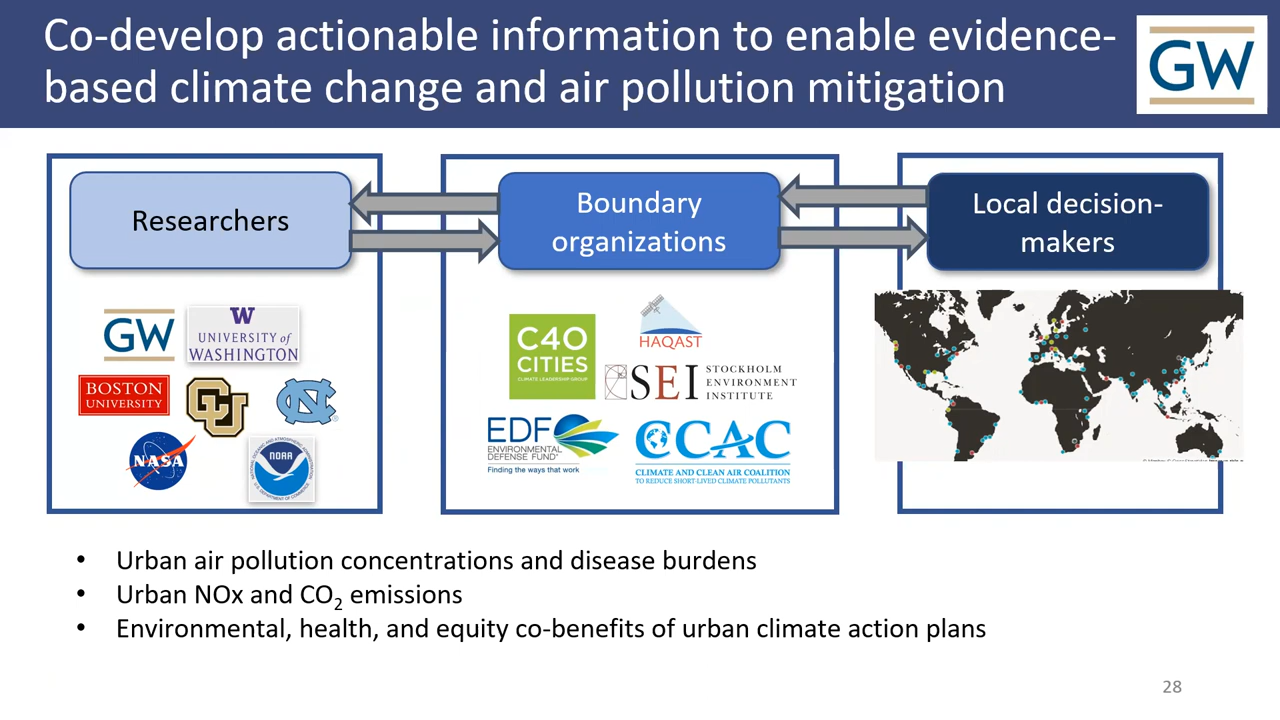 Co-develop actionable information to enable evidence-
based climate change and air pollution mitigation
GW
Researchers
Boundary
organizations
Local decision-
makers
GW
W
UNIVERSITY of
WASHINGTON
BOSTON
UNIVERSITY
CU
NC
NASA
NOAA
C40
CITIES
CLIMATE LEADERSHIP GROUP
HAQAST
SEI
STOCKHOLM
ENVIRONMENT
INSTITUTE
EDF
ENVIRONMENTAL
DEFENSE FUND
Finding the ways that work
CCAC
CLIMATE AND CLEAN AIR COALITION
TO REDUCE SHORT-LIVED CLIMATE POLLUTANTS
• Urban air pollution concentrations and disease burdens
• Urban NOx and CO₂ emissions
• Environmental, health, and equity co-benefits of urban climate action plans
28